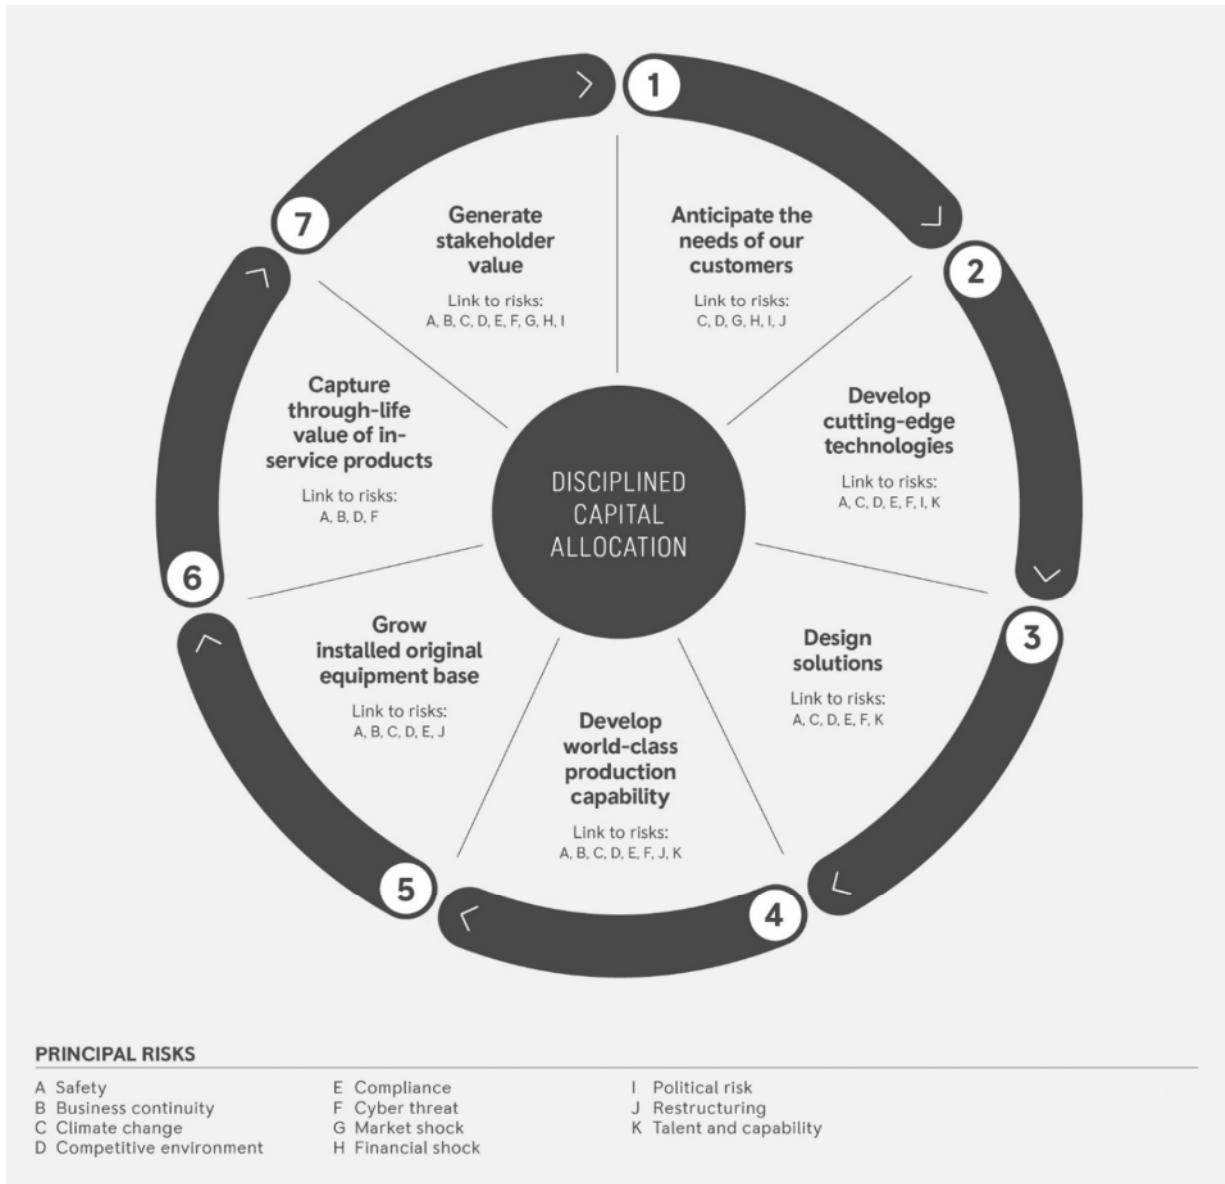 1
Anticipate the
needs of our
customers
Link to risks:
C, D, G, H, I, J
2
Develop
cutting-edge
technologies
Link to risks:
A, C, D, E, F, I, K
3
Design
solutions
Link to risks:
A, C, D, E, F, K
4
Develop
world-class
production
capability
Link to risks:
A, B, C, D, E, F, J, K
5
Grow
installed original
equipment base
Link to risks:
A, B, C, D, E, J
6
Capture
through-life
value of in-
service products
Link to risks:
A, B, D, F
7
Generate
stakeholder
value
Link to risks:
A, B, C, D, E, F, G, H, I
DISCIPLINED
CAPITAL
ALLOCATION
PRINCIPAL RISKS
A Safety
B Business continuity
C Climate change
D Competitive environment
E Compliance
F Cyber threat
G Market shock
H Financial shock
I Political risk
J Restructuring
K Talent and capability